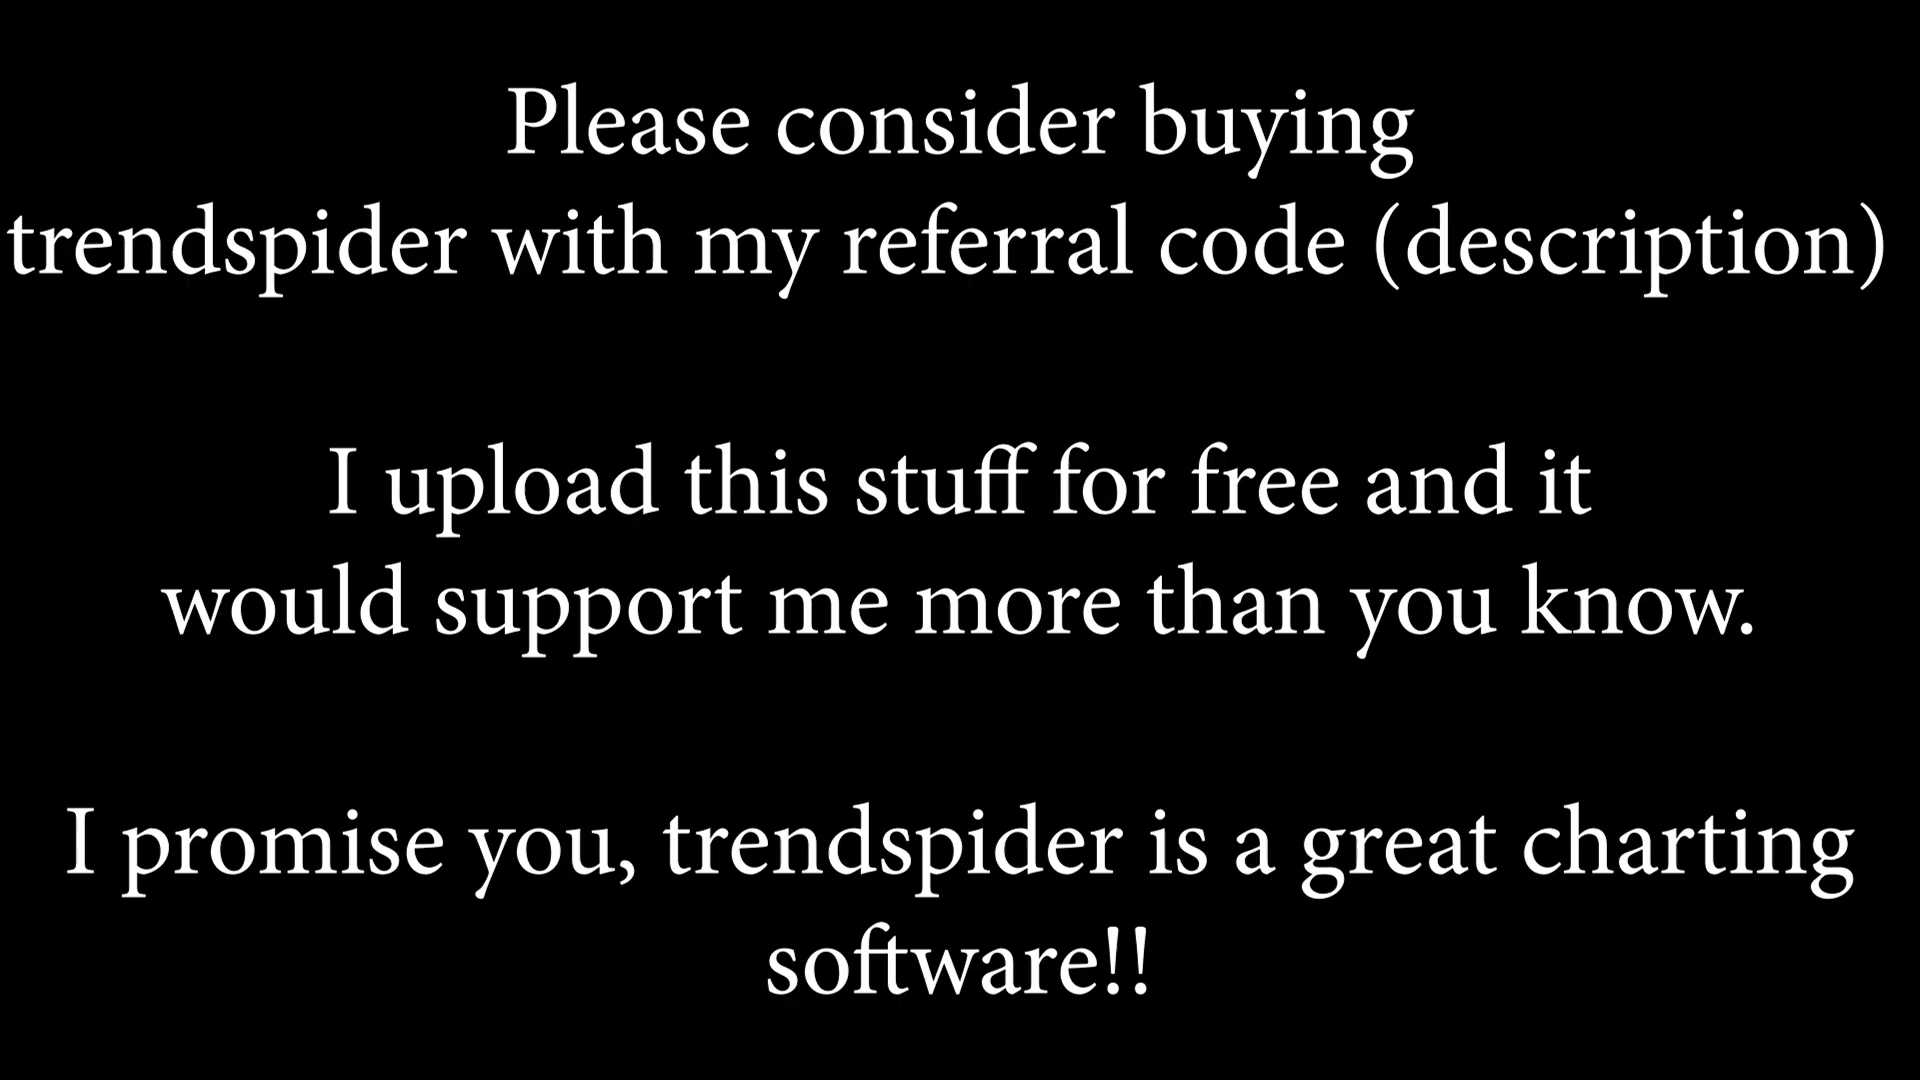 Please consider buying
trendspider with my referral code (description)
I upload this stuff for free and it
would support me more than you know.
I promise you, trendspider is a great charting
software!!